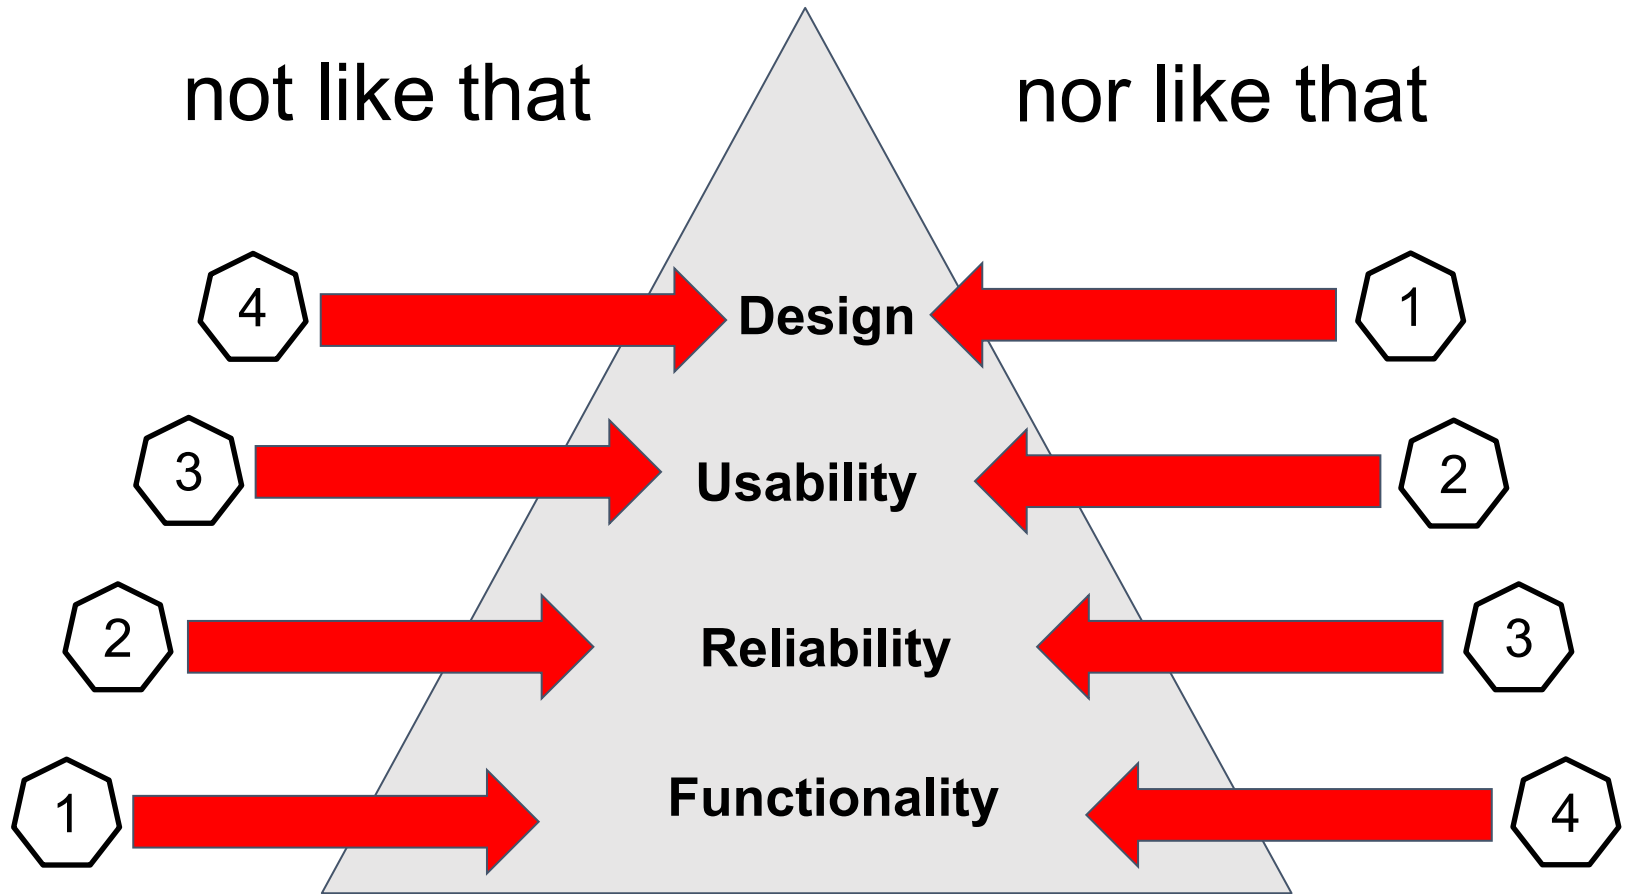 not like that
nor like that
4
Design
1
3
Usability
2
2
Reliability
3
1
Functionality
4